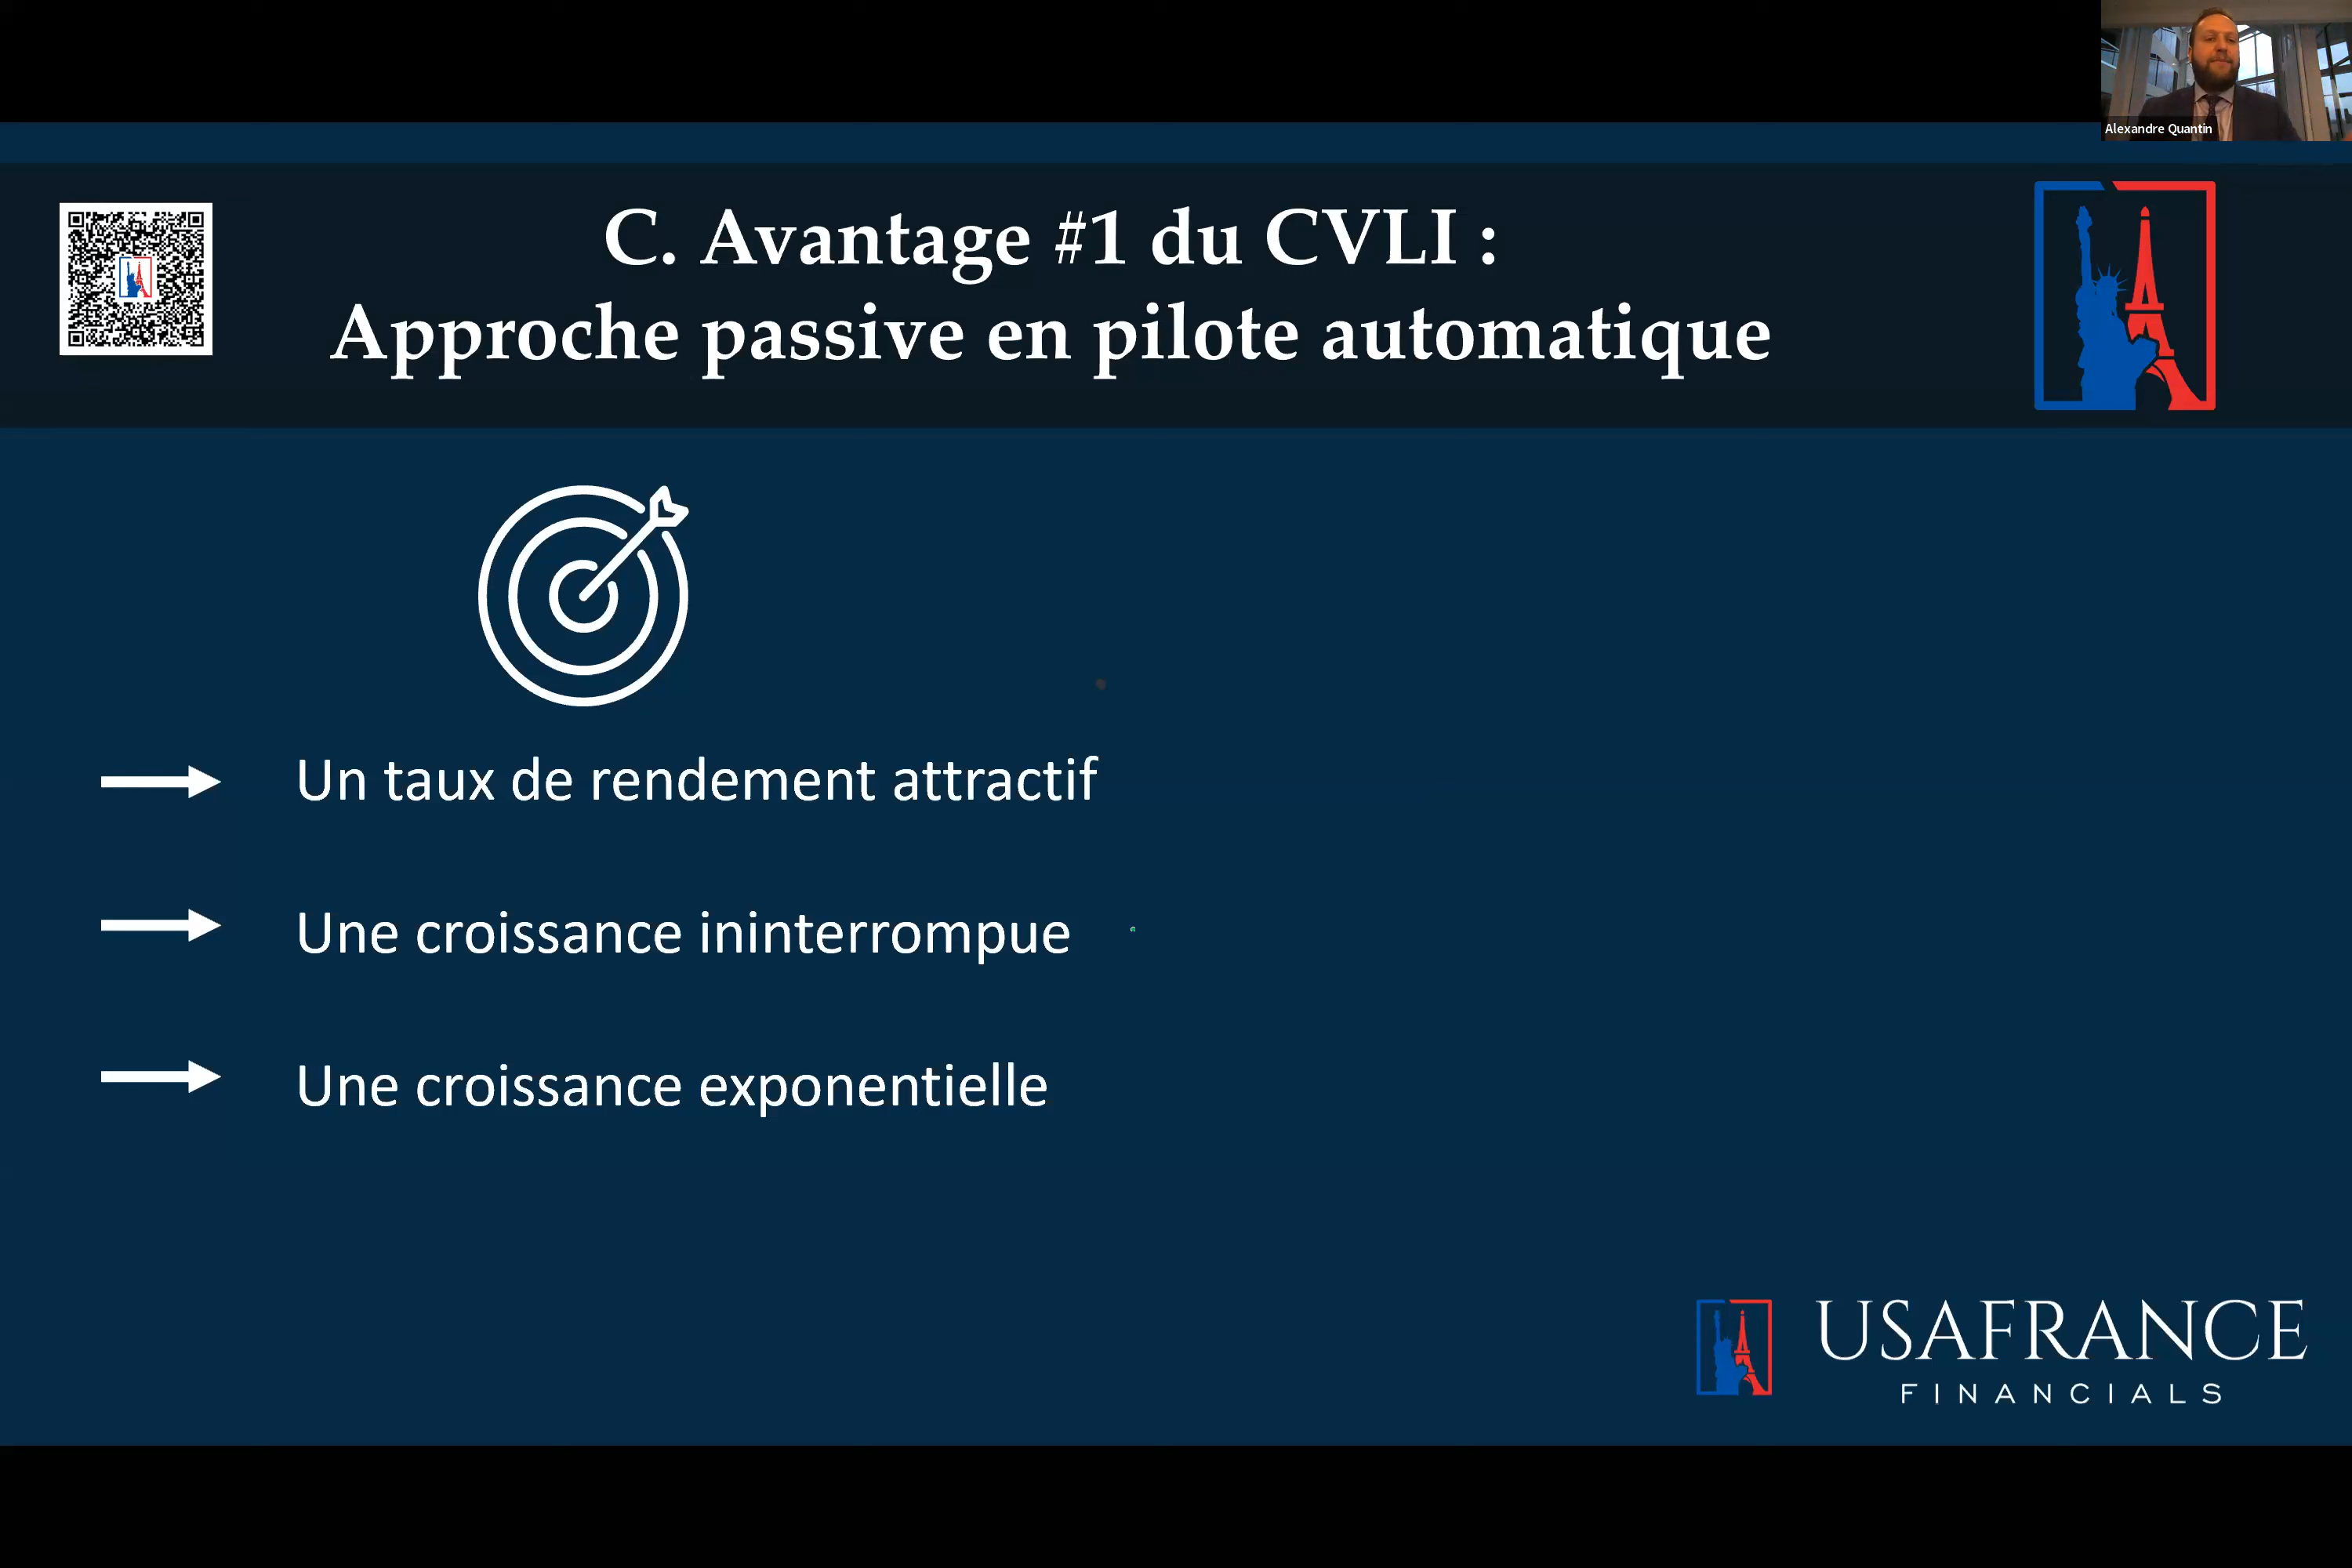 Alexandre Quantin
C. Avantage #1 du CVLI :
Approche passive en pilote automatique
Un taux de rendement attractif
Une croissance ininterrompue
Une croissance exponentielle
USAFRANCE
FINANCIALS